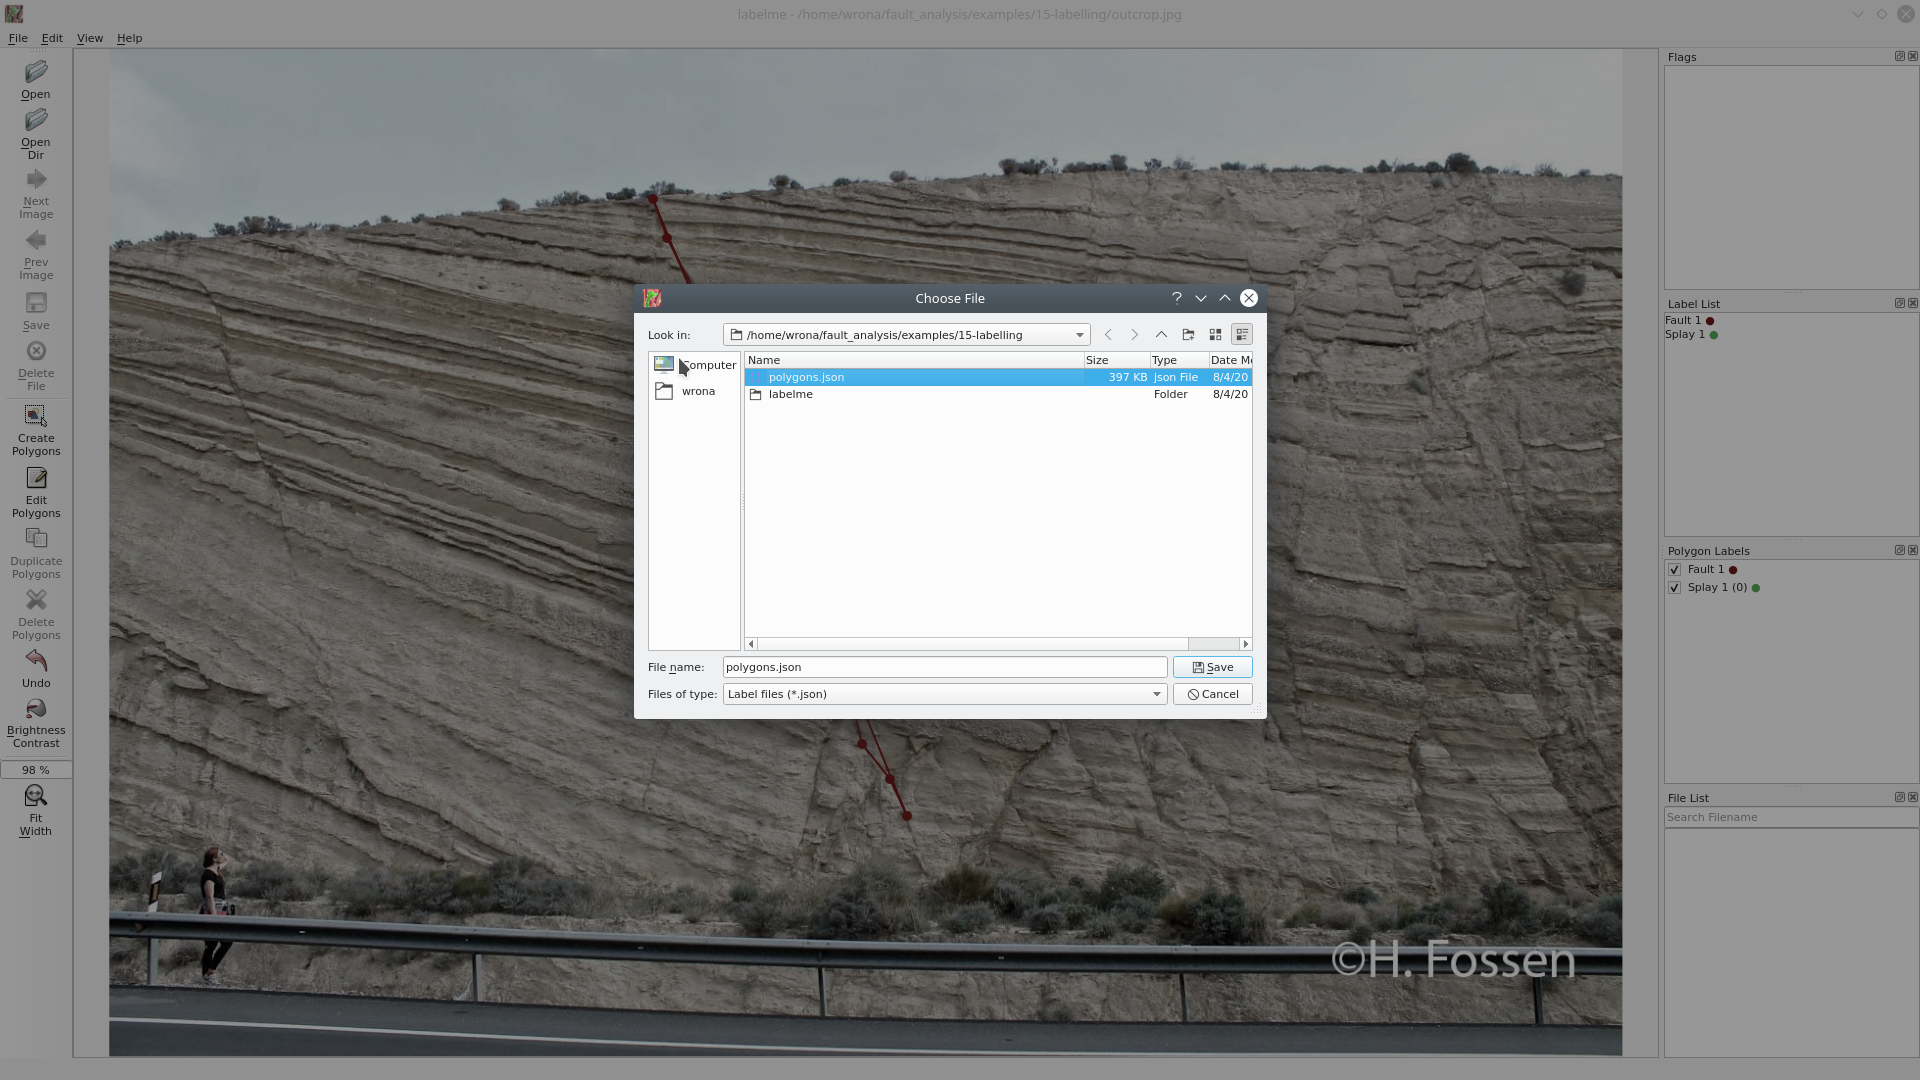 labelme - /home/wrona/fault_analysis/examples/15-labelling/outcrop.jpg
File Edit View Help
Open
Open
Dir
Next
Image
Prev
Image
Save
Delete
File
Create
Polygons
Edit
Polygons
Duplicate
Polygons
Delete
Polygons
Undo
Brightness
Contrast
98 %
Fit
Width
Choose File
Look in: /home/wrona/fault_analysis/examples/15-labelling
Computer
wrona
Name Size Type Date Mo
polygons.json 397 KB json File 8/4/20
labelme Folder 8/4/20
File name: polygons.json Save
Files of type: Label files (*.json) Cancel
©H. Fossen
Flags
Label List
Fault 1
Splay 1
Polygon Labels
Fault 1
Splay 1 (0)
File List
Search Filename